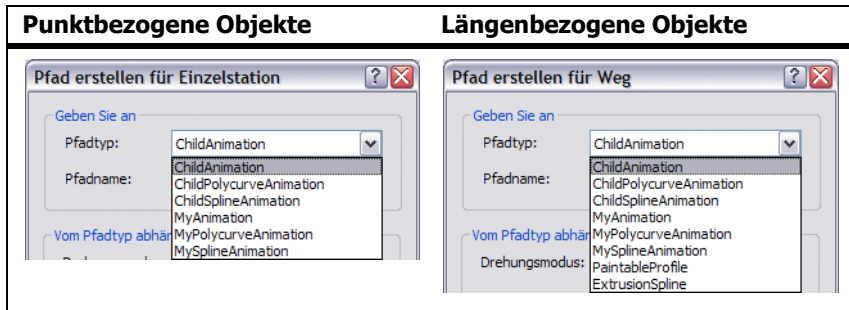 Punktbezogene Objekte
Längenbezogene Objekte
Pfad erstellen für Einzelstation
Geben Sie an
Pfadtyp: ChildAnimation
Pfadname:
ChildAnimation
ChildPolycurveAnimation
ChildSplineAnimation
MyAnimation
MyPolycurveAnimation
MySplineAnimation
Vom Pfadtyp abhär
Pfad erstellen für Weg
Geben Sie an
Pfadtyp: ChildAnimation
Pfadname:
ChildAnimation
ChildPolycurveAnimation
ChildSplineAnimation
MyAnimation
MyPolycurveAnimation
MySplineAnimation
PaintableProfile
ExtrusionSpline
Vom Pfadtyp abhär
Drehungsmodus: